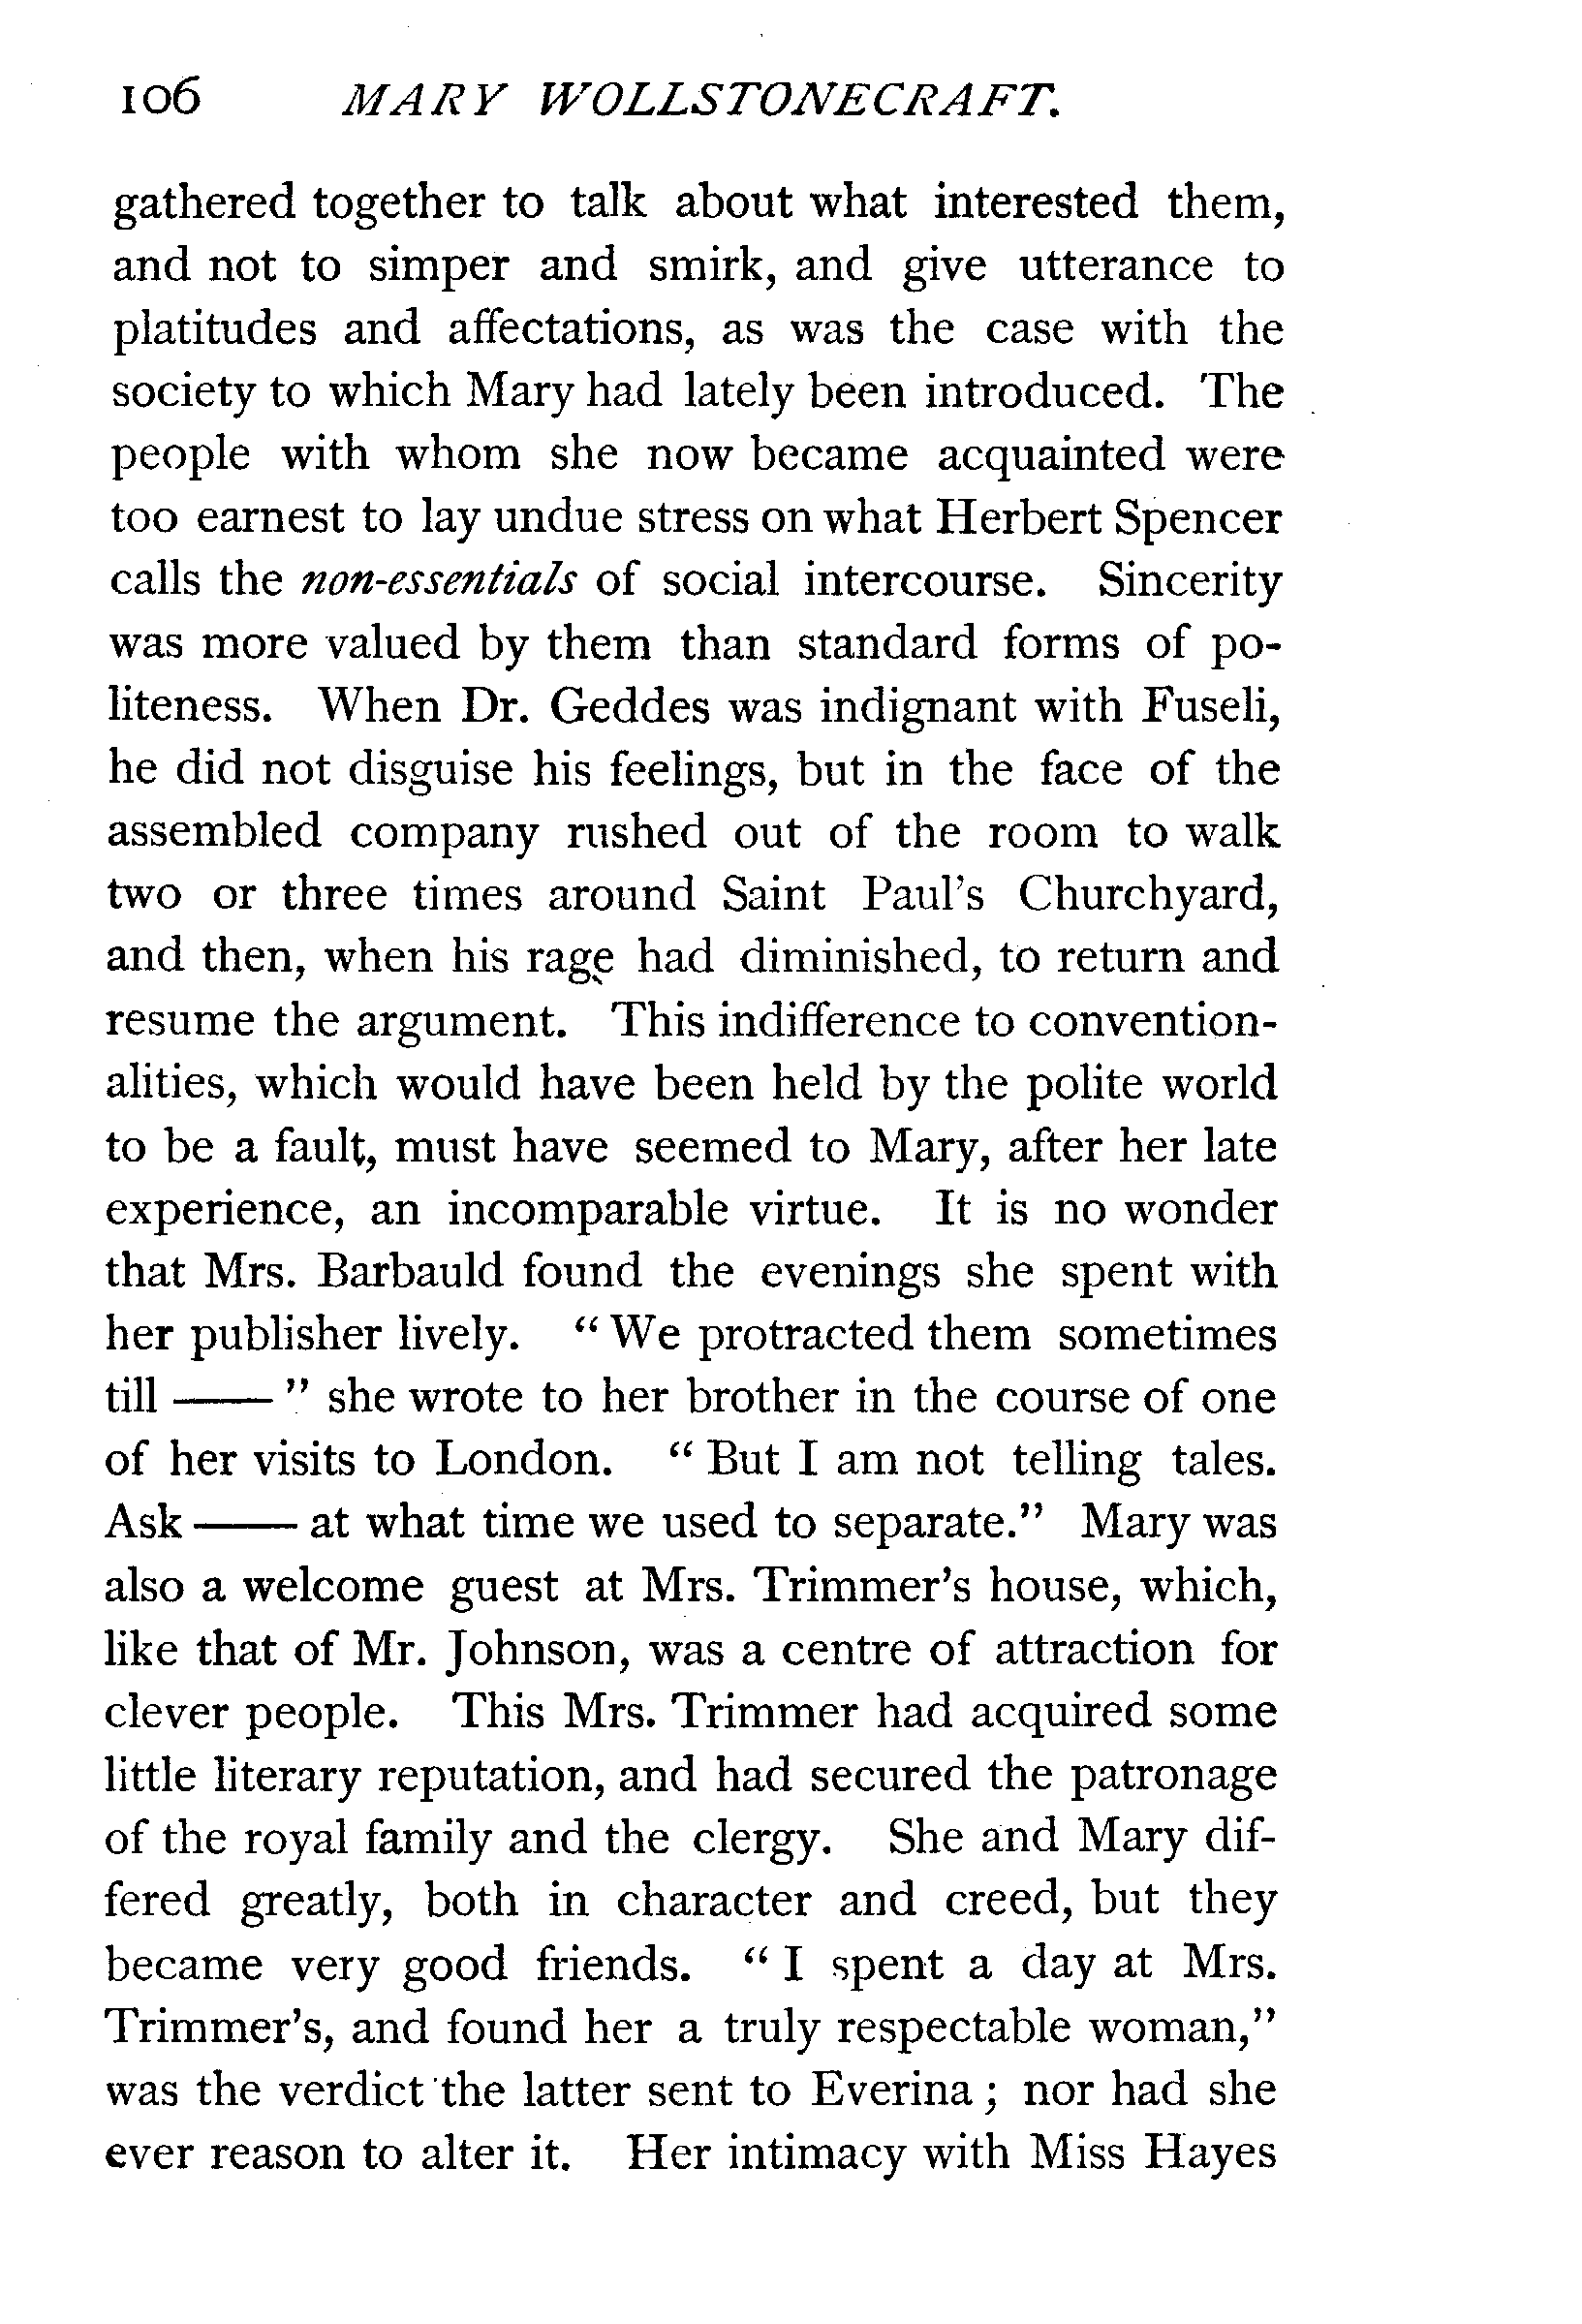 106 MARY WOLLSTONECRAFT.
gathered together to talk about what interested them,
and not to simper and smirk, and give utterance to
platitudes and affectations, as was the case with the
society to which Mary had lately been introduced. The
people with whom she now became acquainted were
too earnest to lay undue stress on what Herbert Spencer
calls the non-essentials of social intercourse. Sincerity
was more valued by them than standard forms of po-
liteness. When Dr. Geddes was indignant with Fuseli,
he did not disguise his feelings, but in the face of the
assembled company rushed out of the room to walk
two or three times around Saint Paul's Churchyard,
and then, when his rage had diminished, to return and
resume the argument. This indifference to convention-
alities, which would have been held by the polite world
to be a fault, must have seemed to Mary, after her late
experience, an incomparable virtue. It is no wonder
that Mrs. Barbauld found the evenings she spent with
her publisher lively. “ We protracted them sometimes
till —— ” she wrote to her brother in the course of one
of her visits to London. “ But I am not telling tales.
Ask —— at what time we used to separate.” Mary was
also a welcome guest at Mrs. Trimmer's house, which,
like that of Mr. Johnson, was a centre of attraction for
clever people. This Mrs. Trimmer had acquired some
little literary reputation, and had secured the patronage
of the royal family and the clergy. She and Mary dif-
fered greatly, both in character and creed, but they
became very good friends. “ I spent a day at Mrs.
Trimmer's, and found her a truly respectable woman,”
was the verdict the latter sent to Everina ; nor had she
ever reason to alter it. Her intimacy with Miss Hayes